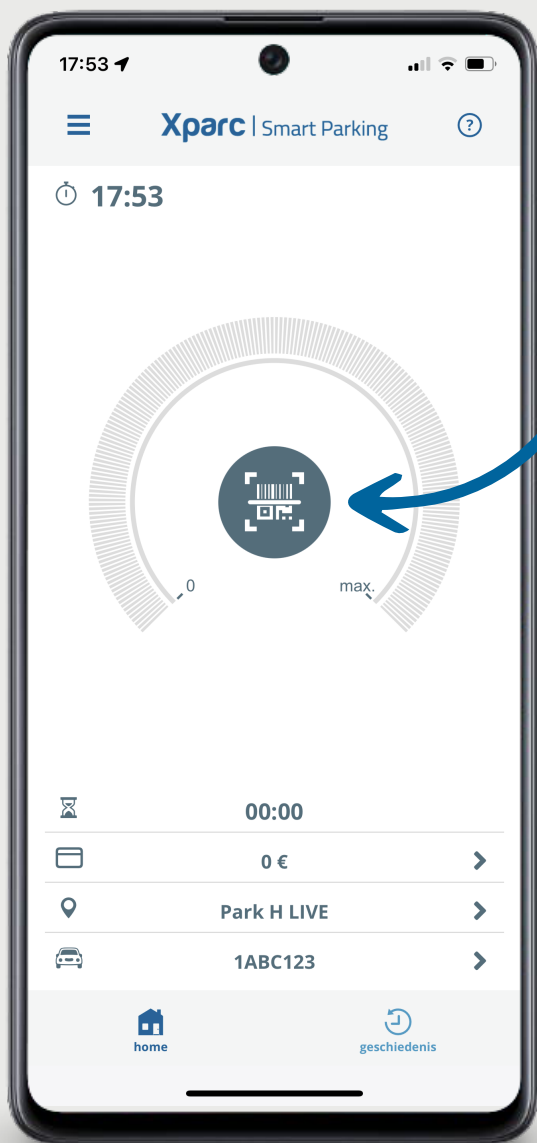 17:53
Xparc | Smart Parking ?
17:53
0 max.
00:00
0 €
Park H LIVE
1ABC123
home geschiedenis